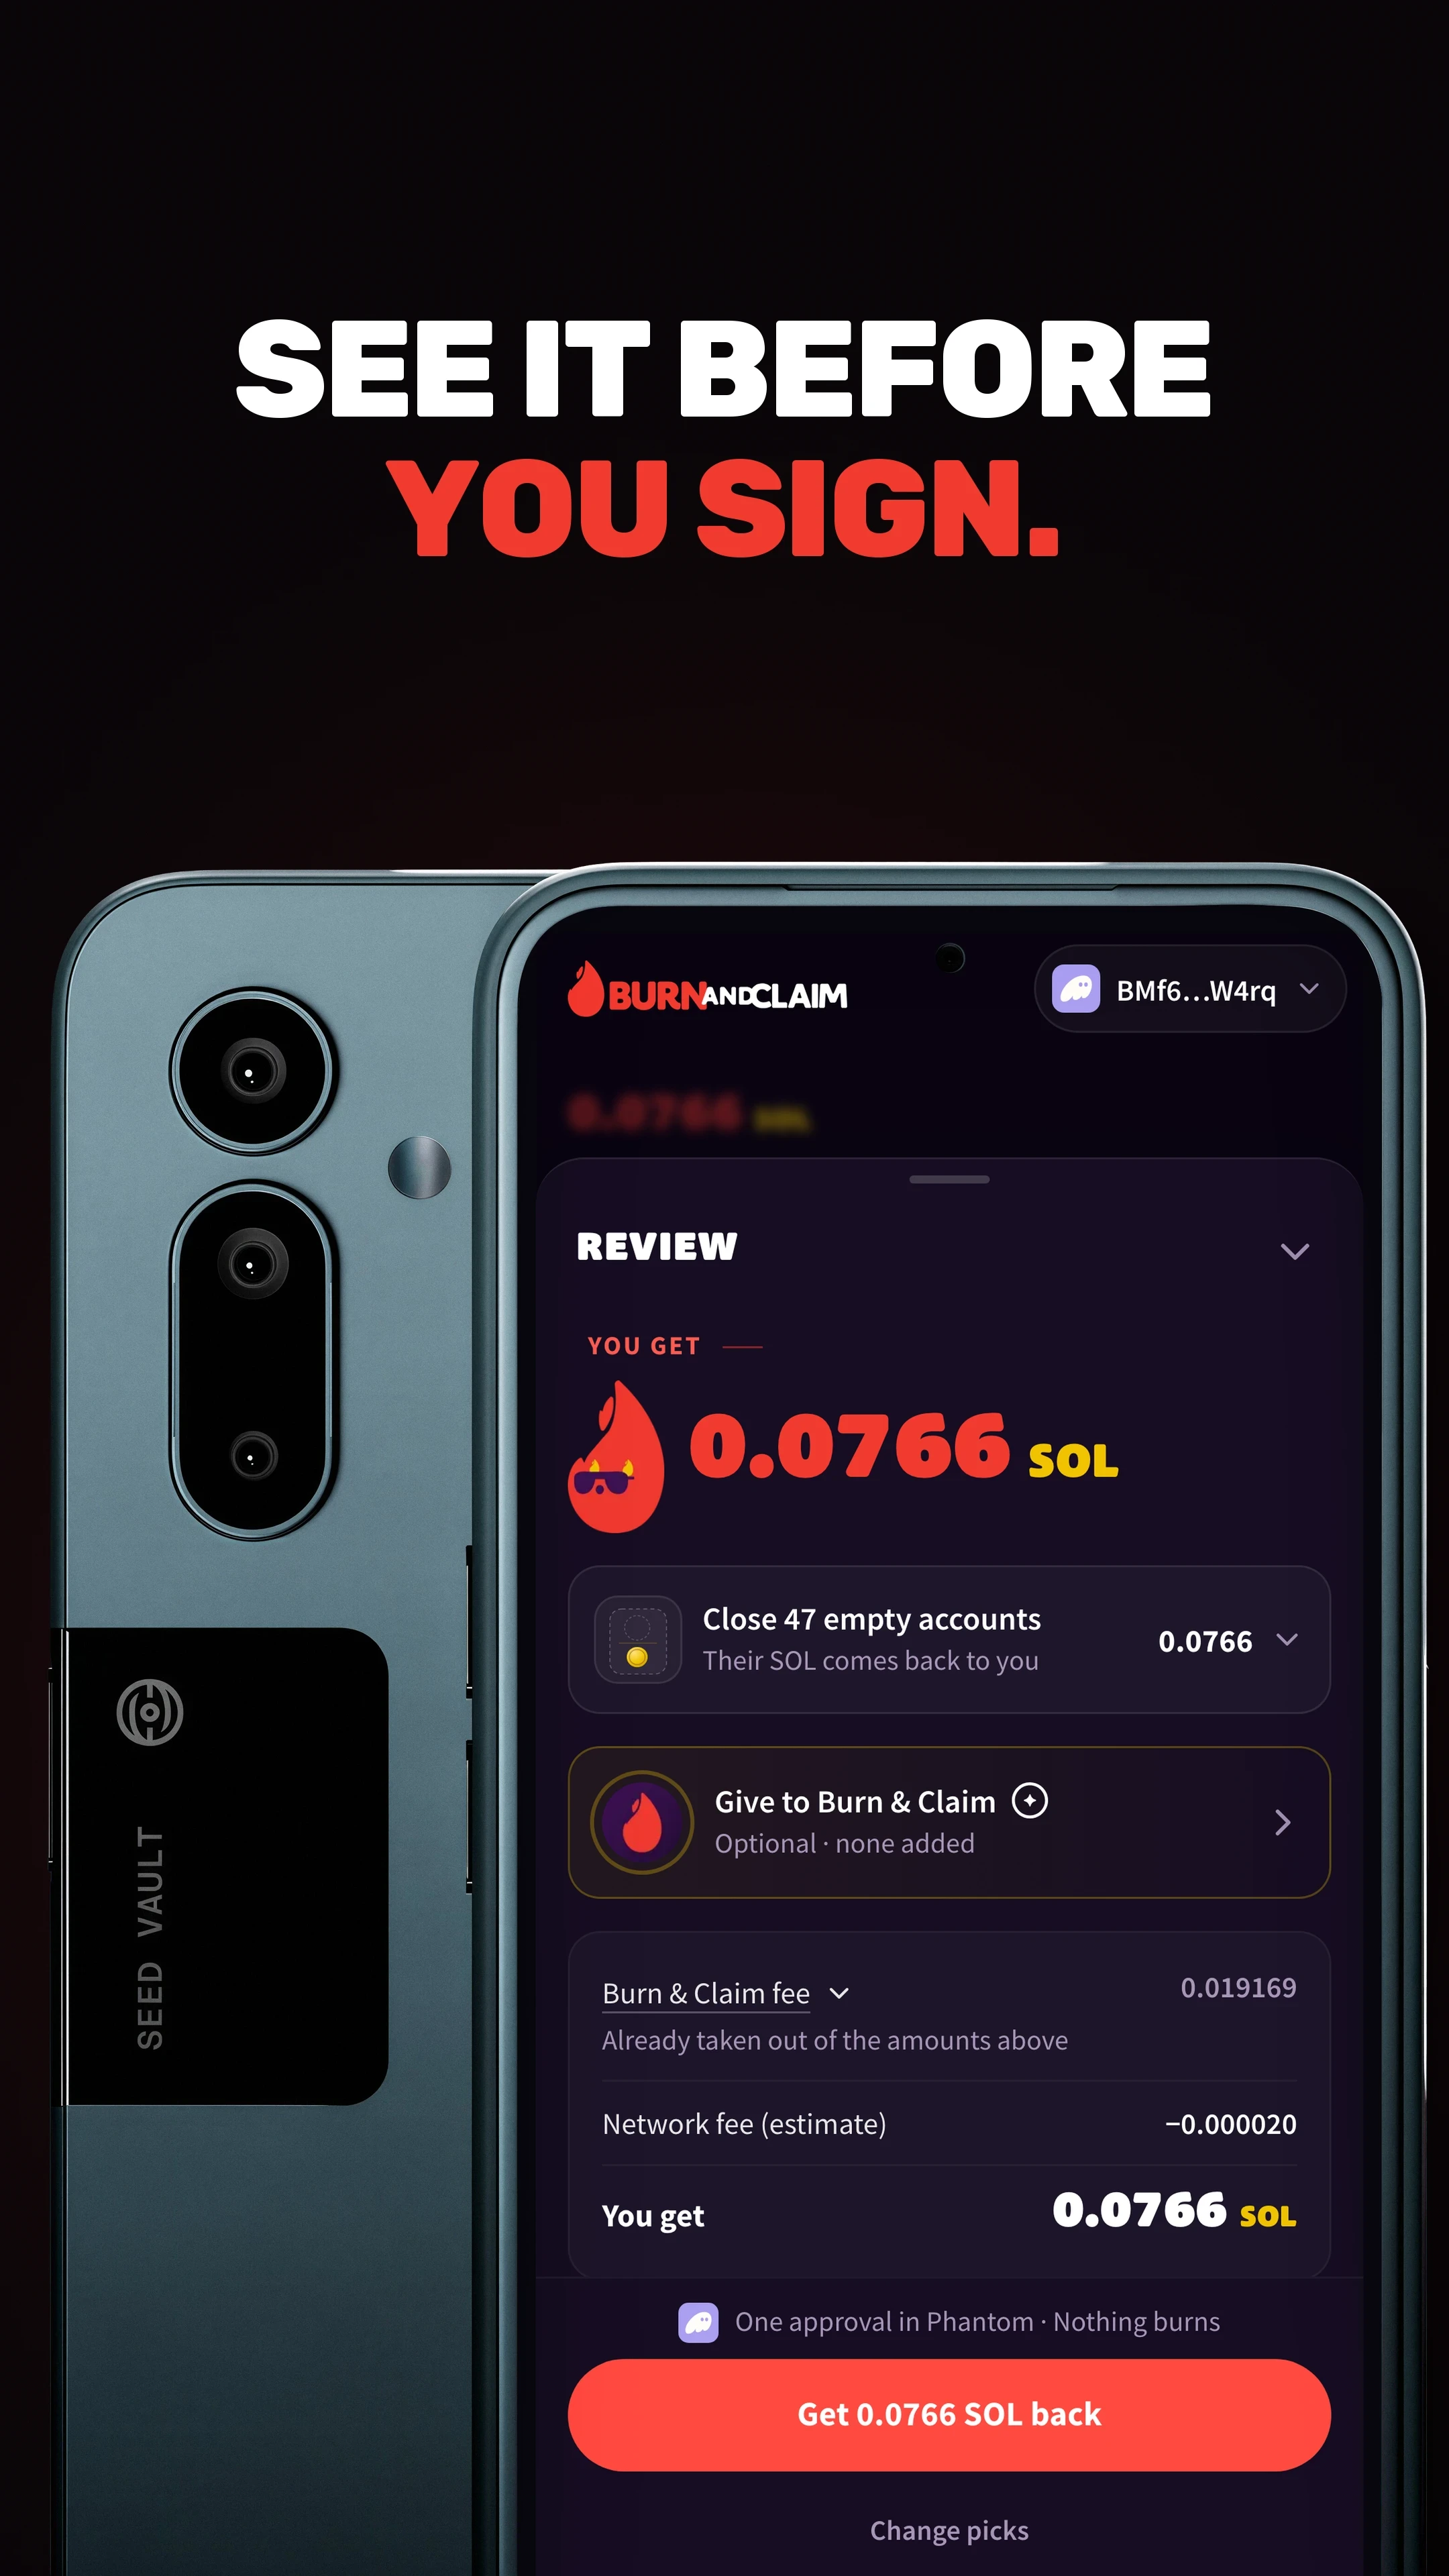 SEE IT BEFORE
YOU SIGN.
BURNANDCLAIM
BMf6...W4rq
0.0766 SOL
REVIEW
YOU GET
0.0766 SOL
Close 47 empty accounts
Their SOL comes back to you
0.0766
Give to Burn & Claim
Optional · none added
SEED VAULT
Burn & Claim fee
0.019169
Already taken out of the amounts above
Network fee (estimate)
−0.000020
You get
0.0766 SOL
One approval in Phantom · Nothing burns
Get 0.0766 SOL back
Change picks